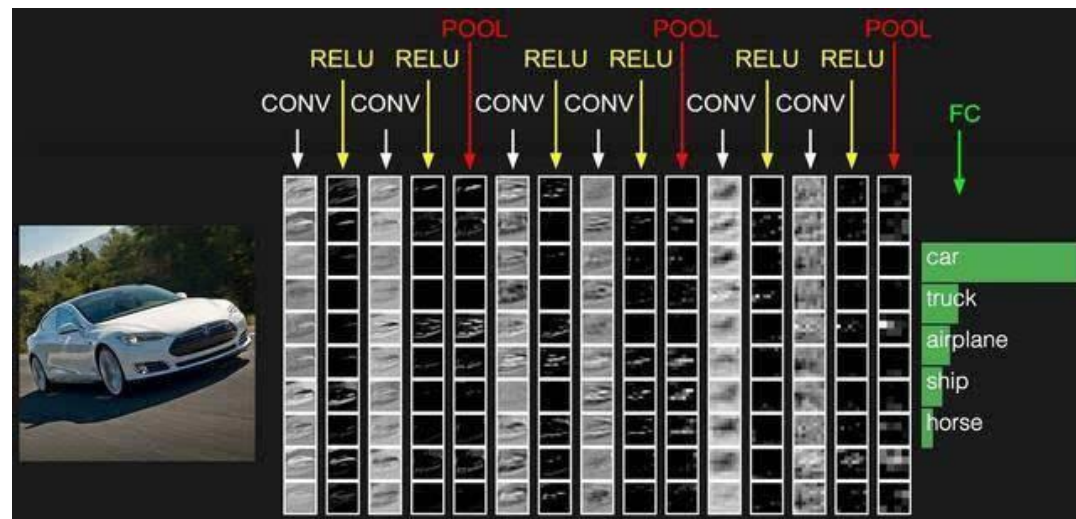 POOL POOL POOL
RELU RELU RELU RELU RELU RELU
CONV CONV CONV CONV CONV CONV FC
car
truck
airplane
ship
horse